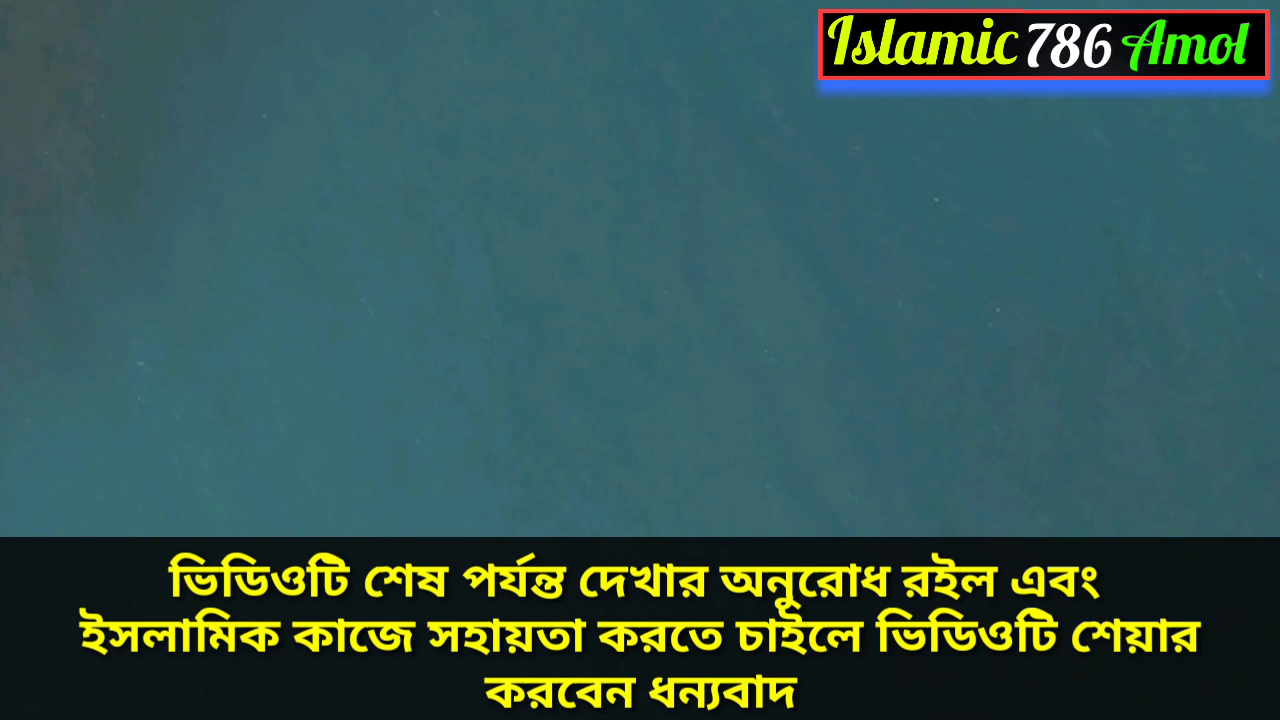 Islamic 786 Amol
ভিডিওটি শেষ পর্যন্ত দেখার অনুরোধ রইল এবং
ইসলামিক কাজে সহায়তা করতে চাইলে ভিডিওটি শেয়ার
করবেন ধন্যবাদ